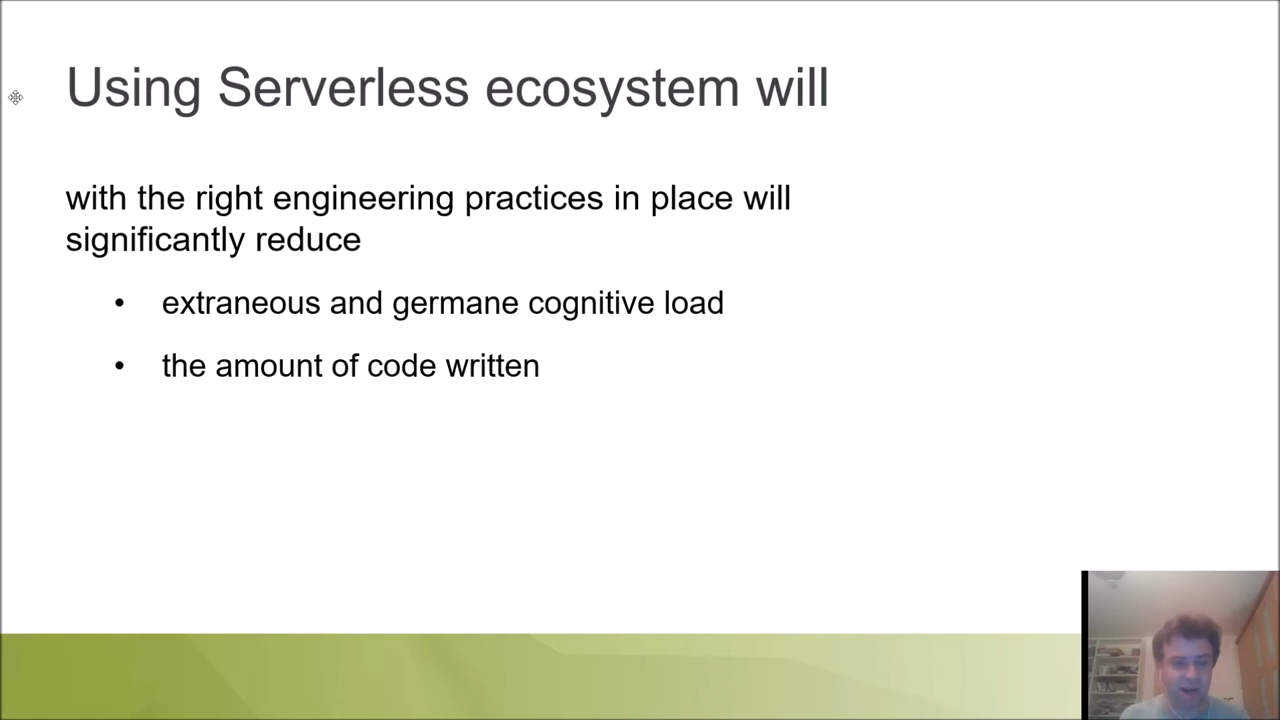 Using Serverless ecosystem will
with the right engineering practices in place will
significantly reduce
• extraneous and germane cognitive load
• the amount of code written